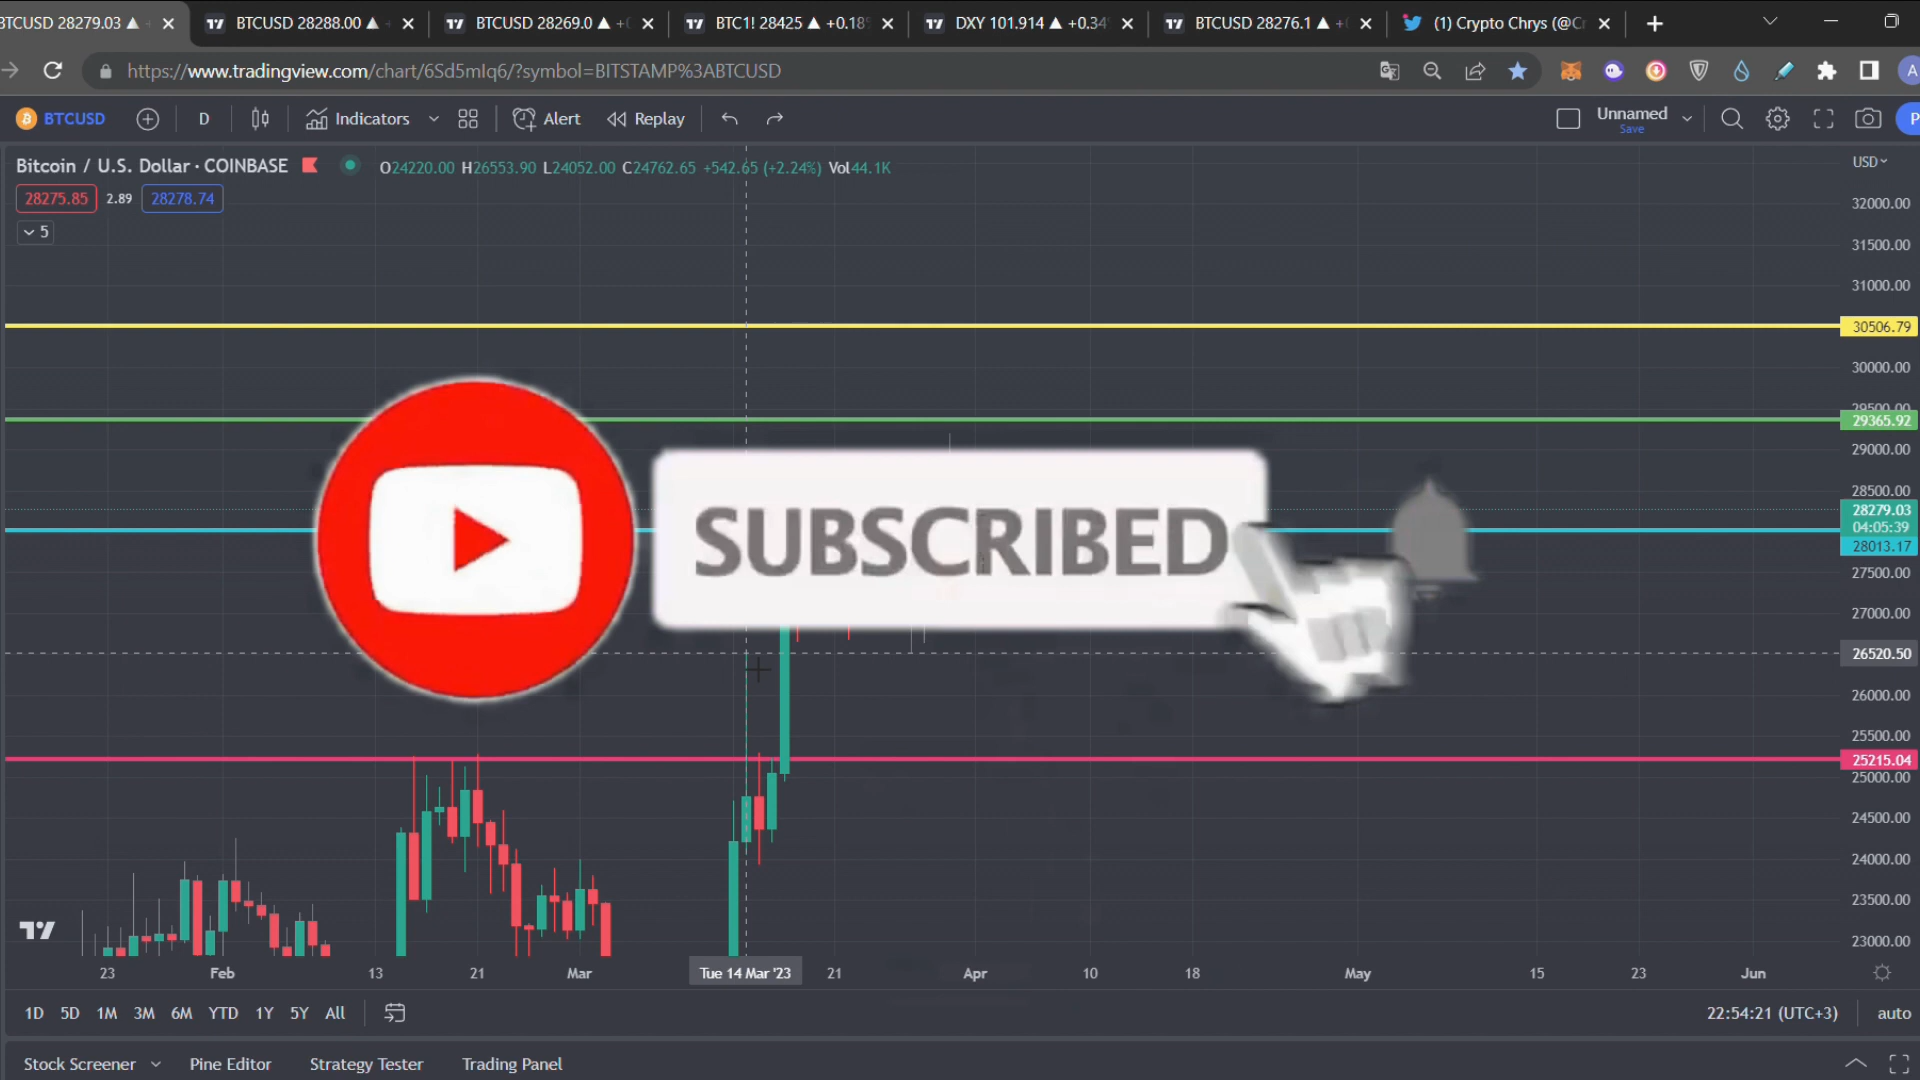 BTCUSD 28279.03 ▲
BTCUSD 28288.00 ▲
BTCUSD 28269.0 ▲ +
BTC1! 28425 ▲ +0.18
DXY 101.914 ▲ +0.34
BTCUSD 28276.1 ▲ +
(1) Crypto Chrys (@C
https://www.tradingview.com/chart/6Sd5mIq6/?symbol=BITSTAMP%3ABTCUSD
A
BTCUSD
D
Indicators
Alert
Replay
Unnamed
Save
P
Bitcoin / U.S. Dollar · COINBASE
O24220.00 H26553.90 L24052.00 C24762.65 +542.65 (+2.24%) Vol44.1K
USD
28275.85 2.89 28278.74
5
32000.00
31500.00
31000.00
30506.79
30000.00
29500.00
29365.92
29000.00
28500.00
28279.03
04:05:39
28013.17
27500.00
27000.00
26520.50
26000.00
25500.00
25215.04
25000.00
24500.00
24000.00
23500.00
23000.00
SUBSCRIBED
23 Feb 13 21 Mar Tue 14 Mar '23 21 Apr 10 18 May 15 23 Jun
1D 5D 1M 3M 6M YTD 1Y 5Y All
22:54:21 (UTC+3)
auto
Stock Screener
Pine Editor
Strategy Tester
Trading Panel